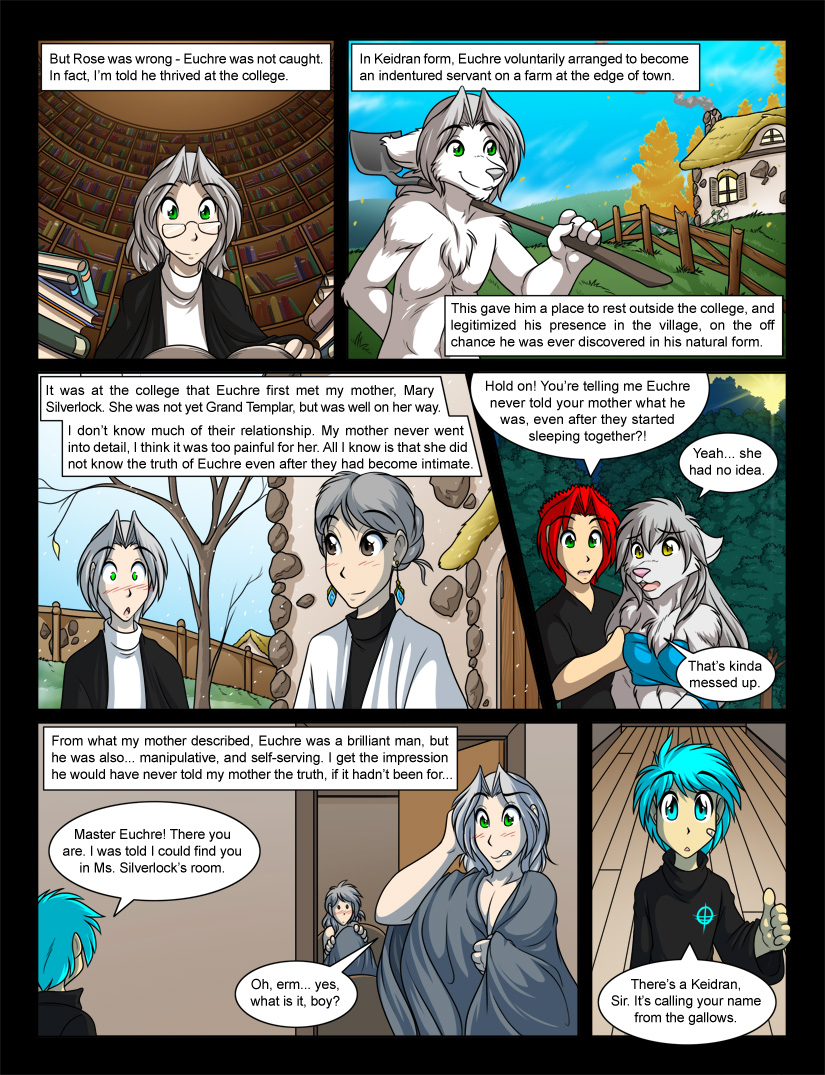 But Rose was wrong - Euchre was not caught.
In fact, I'm told he thrived at the college.
In Keidran form, Euchre voluntarily arranged to become
an indentured servant on a farm at the edge of town.
This gave him a place to rest outside the college, and
legitimized his presence in the village, on the off
chance he was ever discovered in his natural form.
It was at the college that Euchre first met my mother, Mary
Silverlock. She was not yet Grand Templar, but was well on her way.
I don't know much of their relationship. My mother never went
into detail, I think it was too painful for her. All I know is that she did
not know the truth of Euchre even after they had become intimate.
Hold on! You're telling me Euchre
never told your mother what he
was, even after they started
sleeping together?!
Yeah... she
had no idea.
That's kinda
messed up.
From what my mother described, Euchre was a brilliant man, but
he was also... manipulative, and self-serving. I get the impression
he would have never told my mother the truth, if it hadn't been for...
Master Euchre! There you
are. I was told I could find you
in Ms. Silverlock's room.
Oh, erm... yes,
what is it, boy?
There's a Keidran,
Sir. It's calling your name
from the gallows.